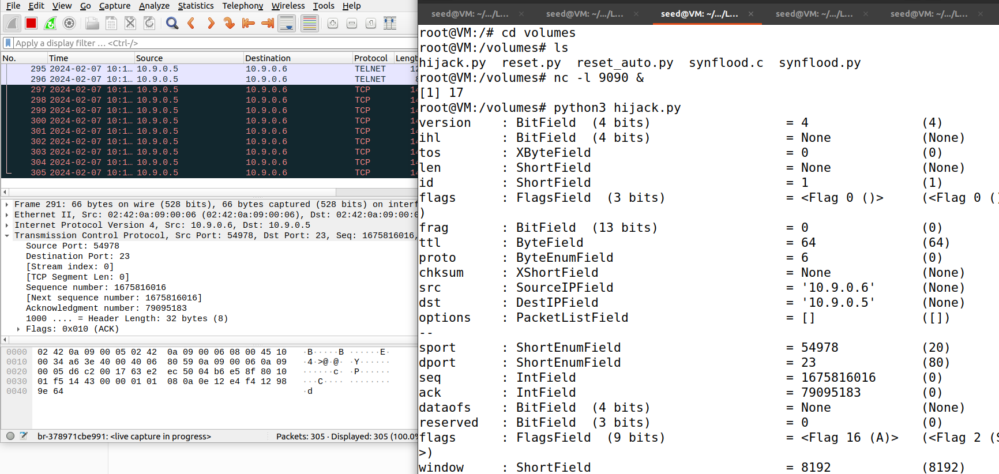 File Edit View Go Capture Analyze Statistics Telephony Wireless Tools Help
Apply a display filter … <Ctrl-/>
No. Time Source Destination Protocol Lengt
295 2024-02-07 10:1… 10.9.0.5 10.9.0.6 TELNET 12
296 2024-02-07 10:1… 10.9.0.5 10.9.0.6 TELNET
297 2024-02-07 10:1… 10.9.0.5 10.9.0.6 TCP 14
298 2024-02-07 10:1… 10.9.0.5 10.9.0.6 TCP 14
299 2024-02-07 10:1… 10.9.0.5 10.9.0.6 TCP 14
300 2024-02-07 10:1… 10.9.0.5 10.9.0.6 TCP 14
301 2024-02-07 10:1… 10.9.0.5 10.9.0.6 TCP 14
302 2024-02-07 10:1… 10.9.0.5 10.9.0.6 TCP 14
303 2024-02-07 10:1… 10.9.0.5 10.9.0.6 TCP 14
304 2024-02-07 10:1… 10.9.0.5 10.9.0.6 TCP 14
305 2024-02-07 10:1… 10.9.0.5 10.9.0.6 TCP 14
Frame 291: 66 bytes on wire (528 bits), 66 bytes captured (528 bits) on interf
Ethernet II, Src: 02:42:0a:09:00:06 (02:42:0a:09:00:06), Dst: 02:42:0a:09:00:0
Internet Protocol Version 4, Src: 10.9.0.6, Dst: 10.9.0.5
Transmission Control Protocol, Src Port: 54978, Dst Port: 23, Seq: 1675816016,
Source Port: 54978
Destination Port: 23
[Stream index: 0]
[TCP Segment Len: 0]
Sequence number: 1675816016
[Next sequence number: 1675816016]
Acknowledgment number: 79095183
1000 .... = Header Length: 32 bytes (8)
Flags: 0x010 (ACK)
0000 02 42 0a 09 00 05 02 42 0a 09 00 06 08 00 45 10 ·B·····B ······E·
0010 00 34 a6 3e 40 00 40 06 80 59 0a 09 00 06 0a 09 ·4·>@·@· ·Y······
0020 00 05 d6 c2 00 17 63 e2 ec 50 04 b6 e5 8f 80 10 ······c· ·P······
0030 01 f5 14 43 00 00 01 01 08 0a 0e 12 e4 f4 12 98 ···C···· ········
0040 9e 64 ·d
br-378971cbe991: <live capture in progress> Packets: 305 · Displayed: 305 (100.0%
seed@VM: ~/.../L... × seed@VM: ~/.../L... × seed@VM: ~/.../L... × seed@VM: ~/.../L... × seed@VM: ~/.../L... ×
root@VM:/# cd volumes
root@VM:/volumes# ls
hijack.py reset.py reset_auto.py synflood.c synflood.py
root@VM:/volumes# nc -l 9090 &
[1] 17
root@VM:/volumes# python3 hijack.py
version : BitField (4 bits) = 4 (4)
ihl : BitField (4 bits) = None (None)
tos : XByteField = 0 (0)
len : ShortField = None (None)
id : ShortField = 1 (1)
flags : FlagsField (3 bits) = <Flag 0 ()> (<Flag 0 ()
)
frag : BitField (13 bits) = 0 (0)
ttl : ByteField = 64 (64)
proto : ByteEnumField = 6 (0)
chksum : XShortField = None (None)
src : SourceIPField = '10.9.0.6' (None)
dst : DestIPField = '10.9.0.5' (None)
options : PacketListField = [] ([])
--
sport : ShortEnumField = 54978 (20)
dport : ShortEnumField = 23 (80)
seq : IntField = 1675816016 (0)
ack : IntField = 79095183 (0)
dataofs : BitField (4 bits) = None (None)
reserved : BitField (3 bits) = 0 (0)
flags : FlagsField (9 bits) = <Flag 16 (A)> (<Flag 2 (S
>)
window : ShortField = 8192 (8192)